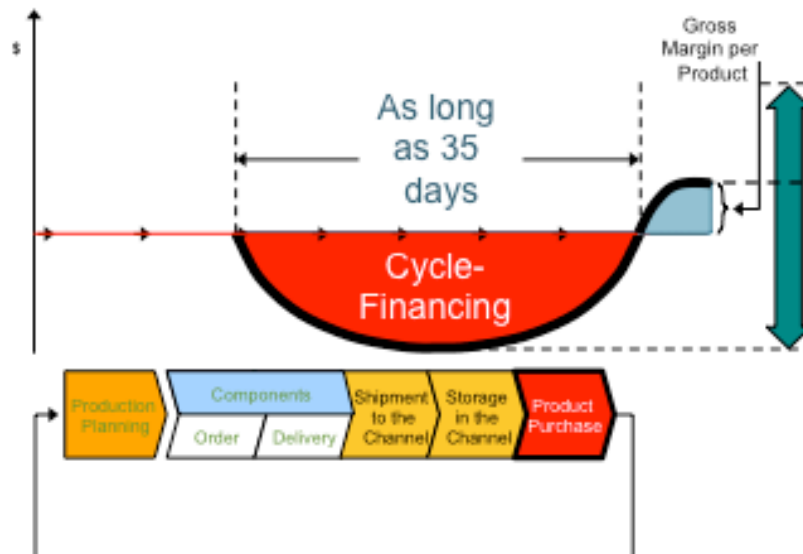 $
Gross
Margin per
Product
As long
as 35
days
Cycle-
Financing
Production
Planning
Components
Order
Delivery
Shipment
to the
Channel
Storage
in the
Channel
Product
Purchase